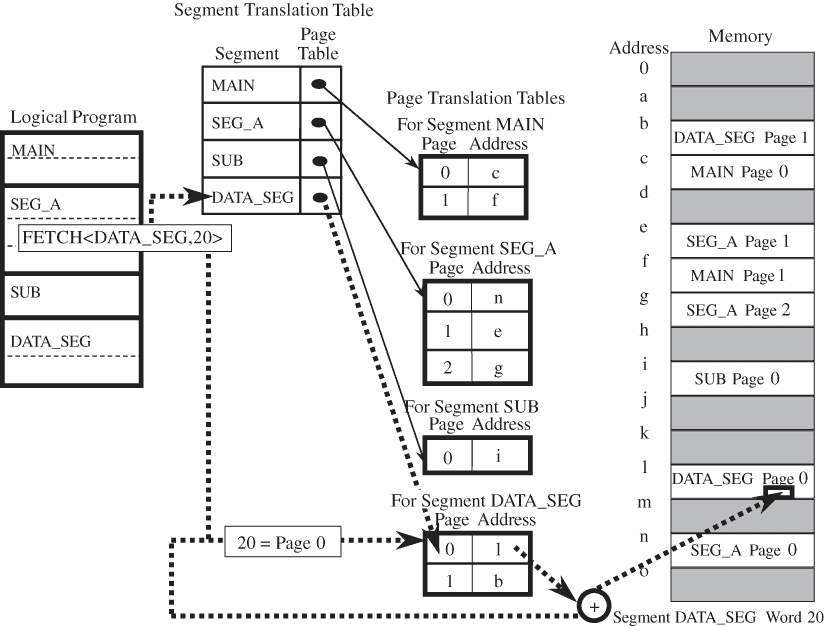 Segment Translation Table
Segment
Page
Table
MAIN
SEG_A
SUB
DATA_SEG
Logical Program
MAIN
SEG_A
FETCH<DATA_SEG,20>
SUB
DATA_SEG
Page Translation Tables
For Segment MAIN
Page Address
0 c
1 f
For Segment SEG_A
Page Address
0 n
1 e
2 g
For Segment SUB
Page Address
0 i
For Segment DATA_SEG
Page Address
0 l
1 b
20 = Page 0
+
Memory
Address
0
a
b
DATA_SEG Page 1
c
MAIN Page 0
d
e
SEG_A Page 1
f
MAIN Page 1
g
SEG_A Page 2
h
i
SUB Page 0
j
k
l
DATA_SEG Page 0
m
n
SEG_A Page 0
o
Segment DATA_SEG Word 20